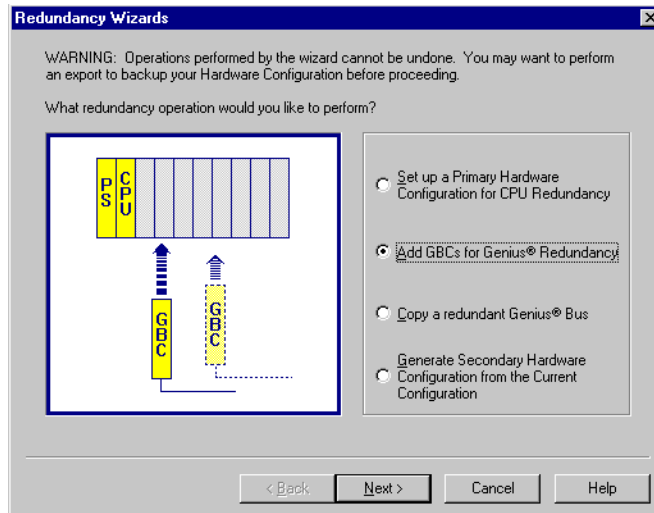 Redundancy Wizards
WARNING: Operations performed by the wizard cannot be undone. You may want to perform
an export to backup your Hardware Configuration before proceeding.
What redundancy operation would you like to perform?
PS
CPU
GBC
GBC
Set up a Primary Hardware
Configuration for CPU Redundancy
Add GBCs for Genius® Redundancy
Copy a redundant Genius® Bus
Generate Secondary Hardware
Configuration from the Current
Configuration
< Back
Next >
Cancel
Help